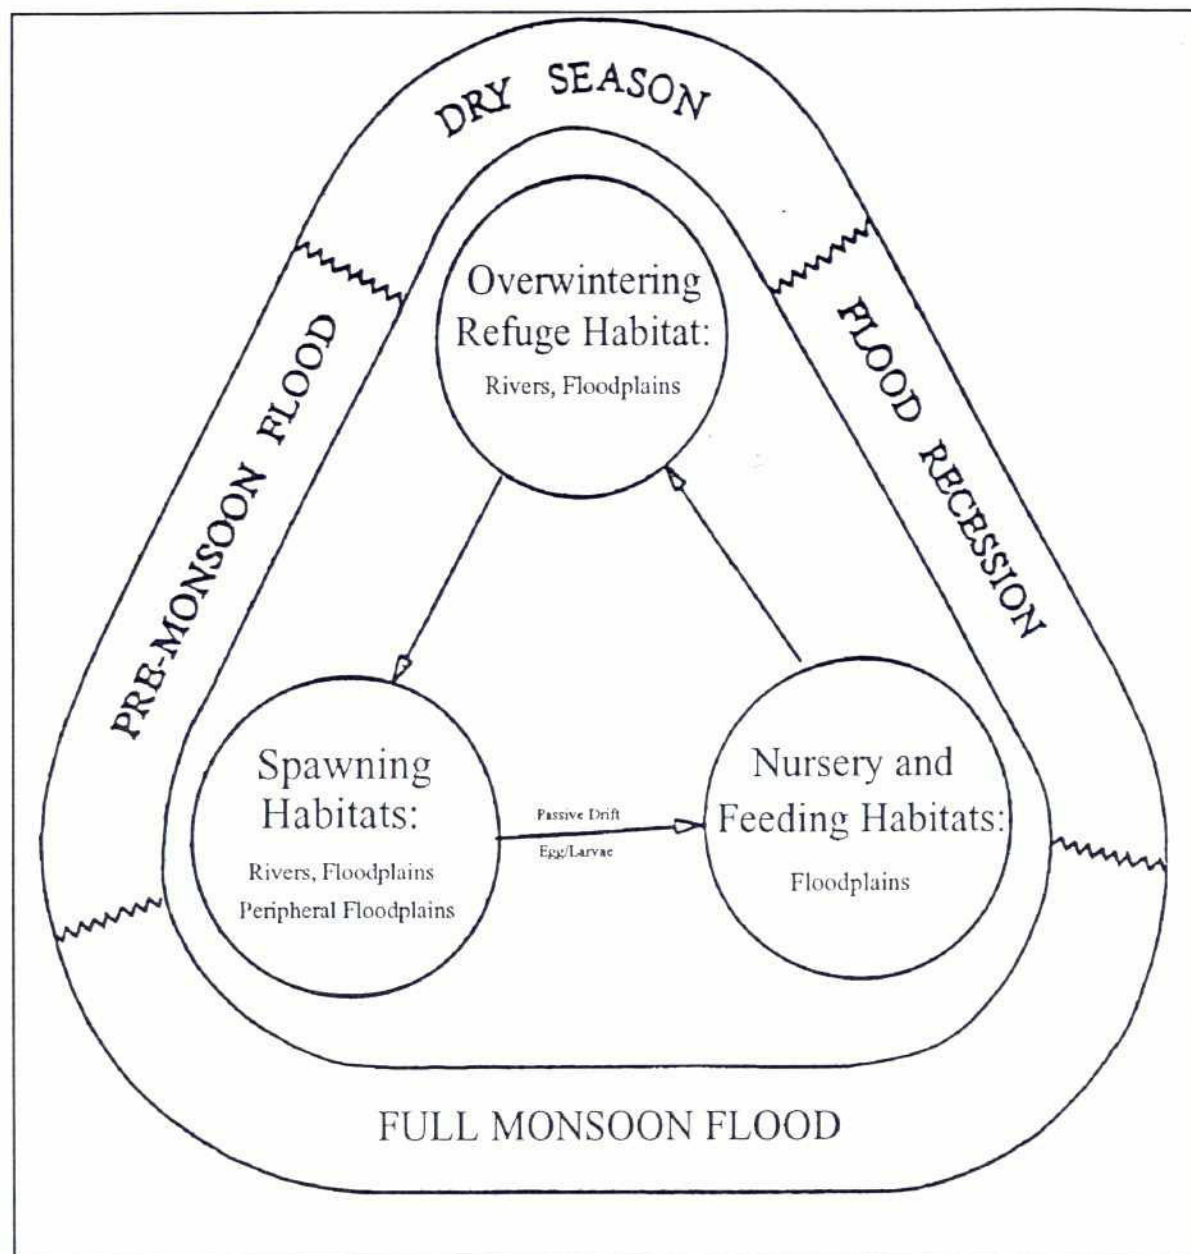 DRY SEASON
Overwintering
Refuge Habitat:
Rivers, Floodplains
PRE-MONSOON FLOOD
FLOOD RECESSION
Spawning
Habitats:
Rivers, Floodplains
Peripheral Floodplains
Passive Drift
Egg/Larvae
Nursery and
Feeding Habitats:
Floodplains
FULL MONSOON FLOOD